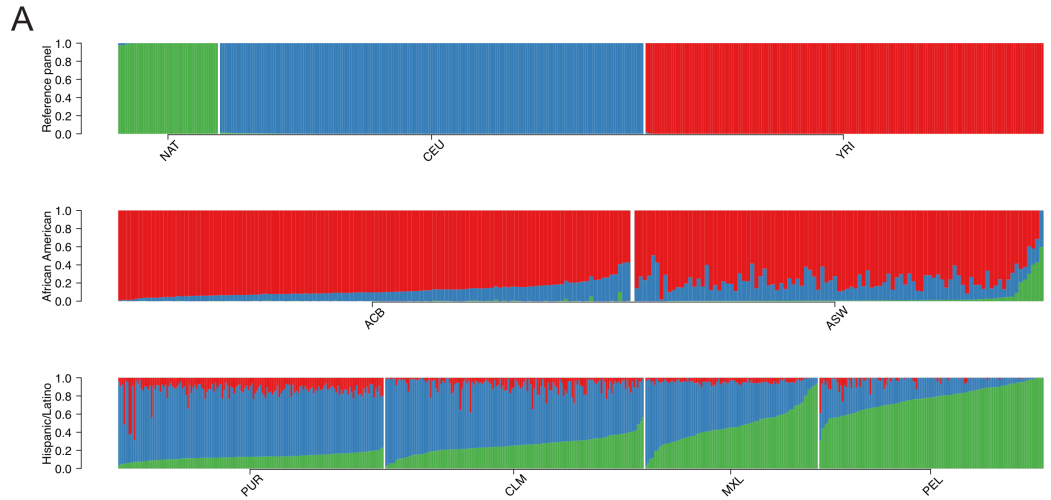 A
Reference panel
1.0
0.8
0.6
0.4
0.2
0.0
NAT
CEU
YRI
African American
1.0
0.8
0.6
0.4
0.2
0.0
ACB
ASW
Hispanic/Latino
1.0
0.8
0.6
0.4
0.2
0.0
PUR
CLM
MXL
PEL